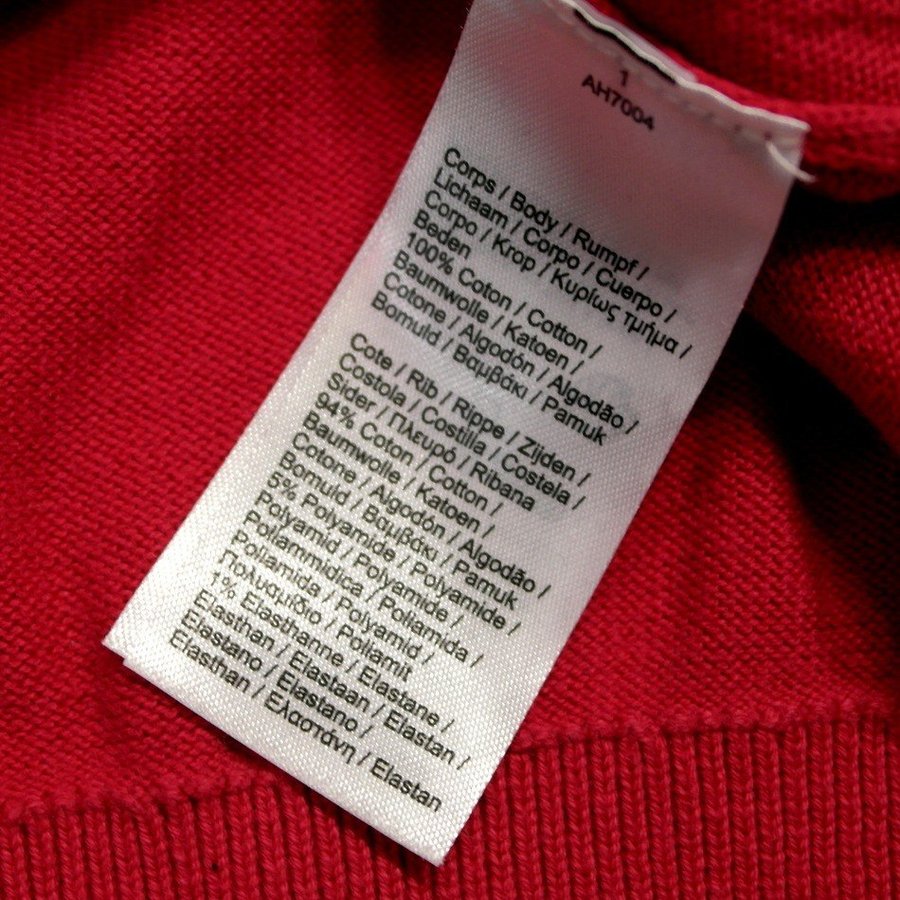 1
AH7004
Corps / Body / Rumpf /
Lichaam / Corpo / Cuerpo /
Corpo / Krop / Κυρίως τμήμα /
Beden
100% Coton / Cotton /
Baumwolle / Katoen /
Cotone / Algodón / Algodão /
Bomuld / Βαμβάκι / Pamuk
Cote / Rib / Rippe / Zijden /
Costola / Costilla / Costela /
Sider / Πλευρό / Ribana
94% Coton / Cotton /
Baumwolle / Katoen /
Cotone / Algodón / Algodão /
Bomuld / Βαμβάκι / Pamuk
5% Polyamide / Polyamide /
Polyamid / Polyamide /
Poliammidica / Poliamida /
Poliamida / Polyamid /
Πολυαμίδιο / Poliamit
1% Elasthanne / Elastane /
Elasthan / Elastaan / Elastan /
Elastano / Elastano /
Elasthan / Ελαστάνη / Elastan